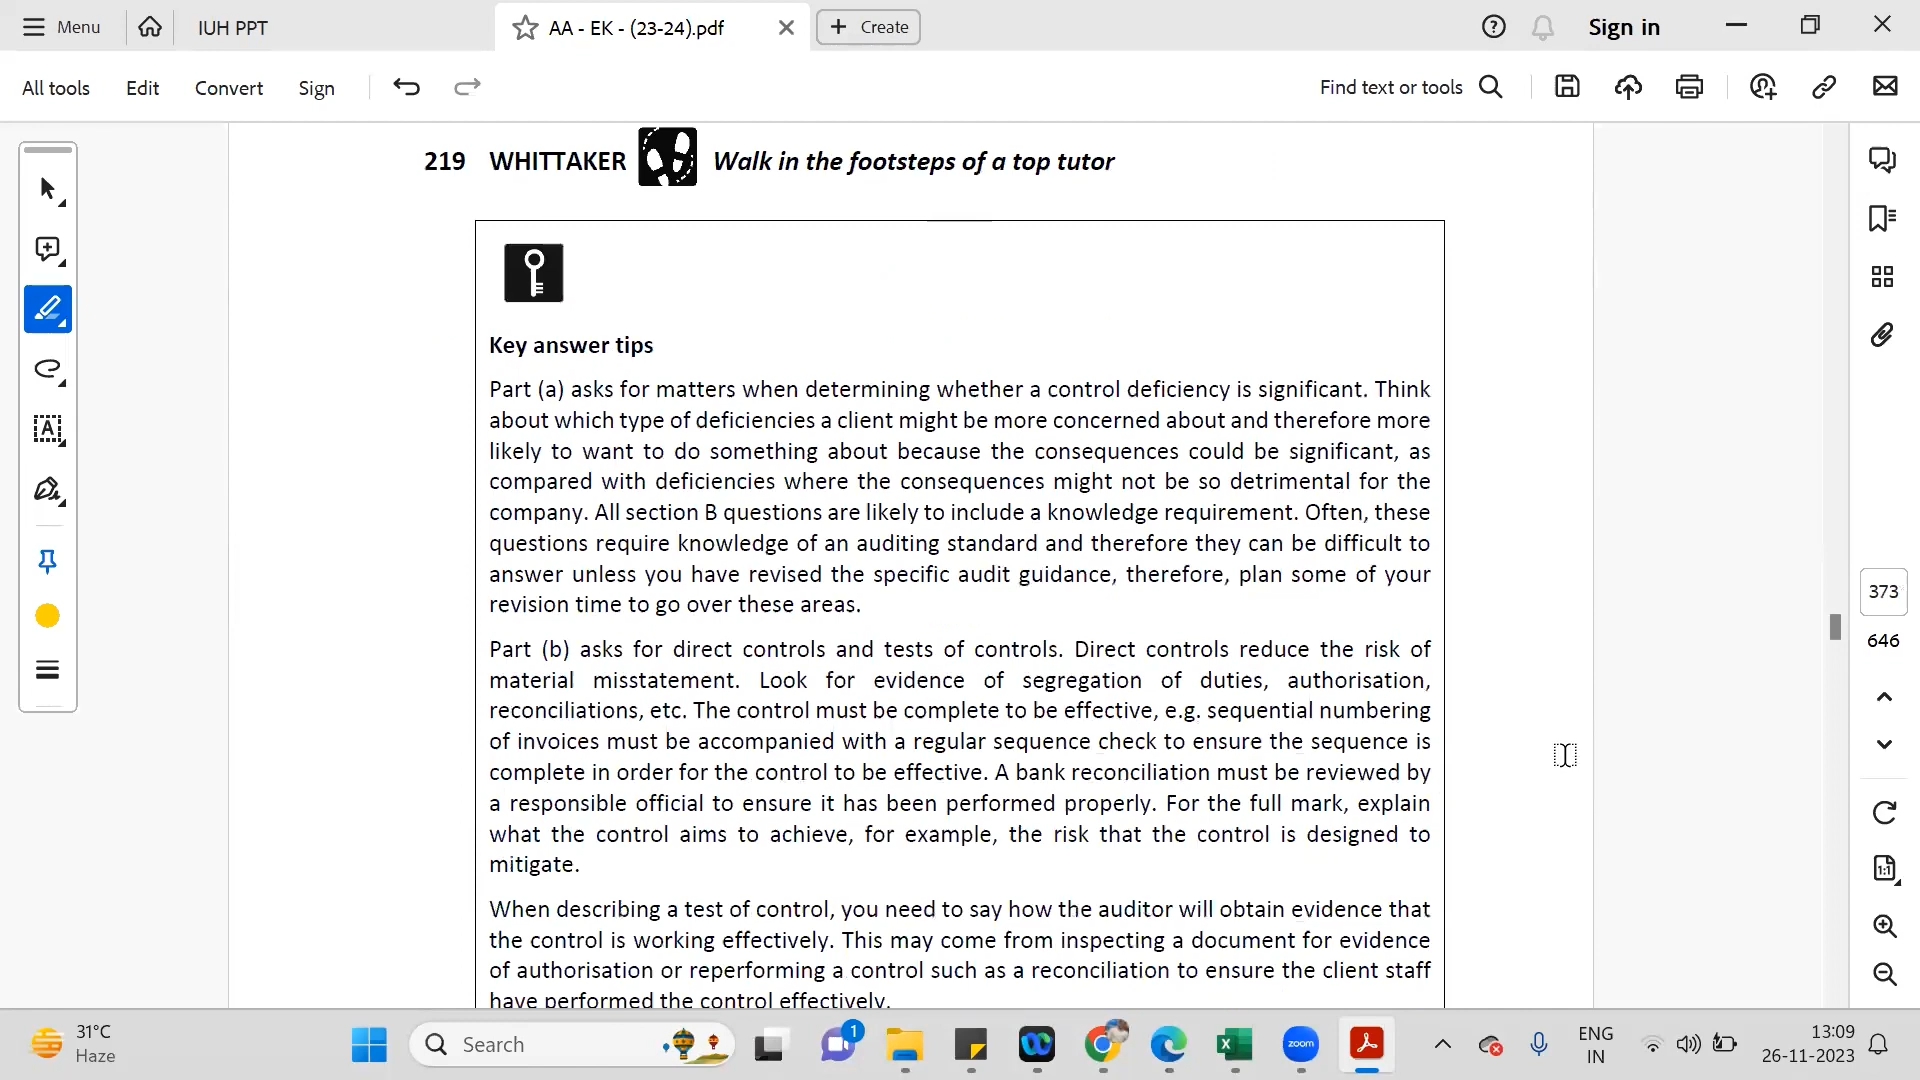 Menu
IUH PPT
AA - EK - (23-24).pdf
Create
Sign in
All tools
Edit
Convert
Sign
Find text or tools
219 WHITTAKER Walk in the footsteps of a top tutor
Key answer tips
Part (a) asks for matters when determining whether a control deficiency is significant. Think
about which type of deficiencies a client might be more concerned about and therefore more
likely to want to do something about because the consequences could be significant, as
compared with deficiencies where the consequences might not be so detrimental for the
company. All section B questions are likely to include a knowledge requirement. Often, these
questions require knowledge of an auditing standard and therefore they can be difficult to
answer unless you have revised the specific audit guidance, therefore, plan some of your
revision time to go over these areas.
Part (b) asks for direct controls and tests of controls. Direct controls reduce the risk of
material misstatement. Look for evidence of segregation of duties, authorisation,
reconciliations, etc. The control must be complete to be effective, e.g. sequential numbering
of invoices must be accompanied with a regular sequence check to ensure the sequence is
complete in order for the control to be effective. A bank reconciliation must be reviewed by
a responsible official to ensure it has been performed properly. For the full mark, explain
what the control aims to achieve, for example, the risk that the control is designed to
mitigate.
When describing a test of control, you need to say how the auditor will obtain evidence that
the control is working effectively. This may come from inspecting a document for evidence
of authorisation or reperforming a control such as a reconciliation to ensure the client staff
have performed the control effectively.
373
646
1:1
31°C
Haze
Search
1
zoom
ENG
IN
13:09
26-11-2023